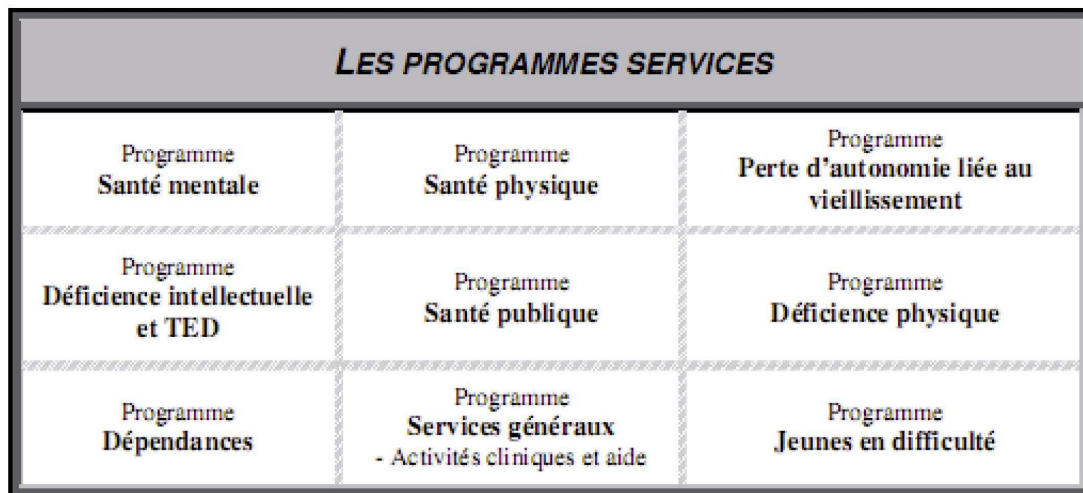 LES PROGRAMMES SERVICES
Programme
Santé mentale
Programme
Santé physique
Programme
Perte d'autonomie liée au
vieillissement
Programme
Déficience intellectuelle
et TED
Programme
Santé publique
Programme
Déficience physique
Programme
Dépendances
Programme
Services généraux
- Activités cliniques et aide
Programme
Jeunes en difficulté